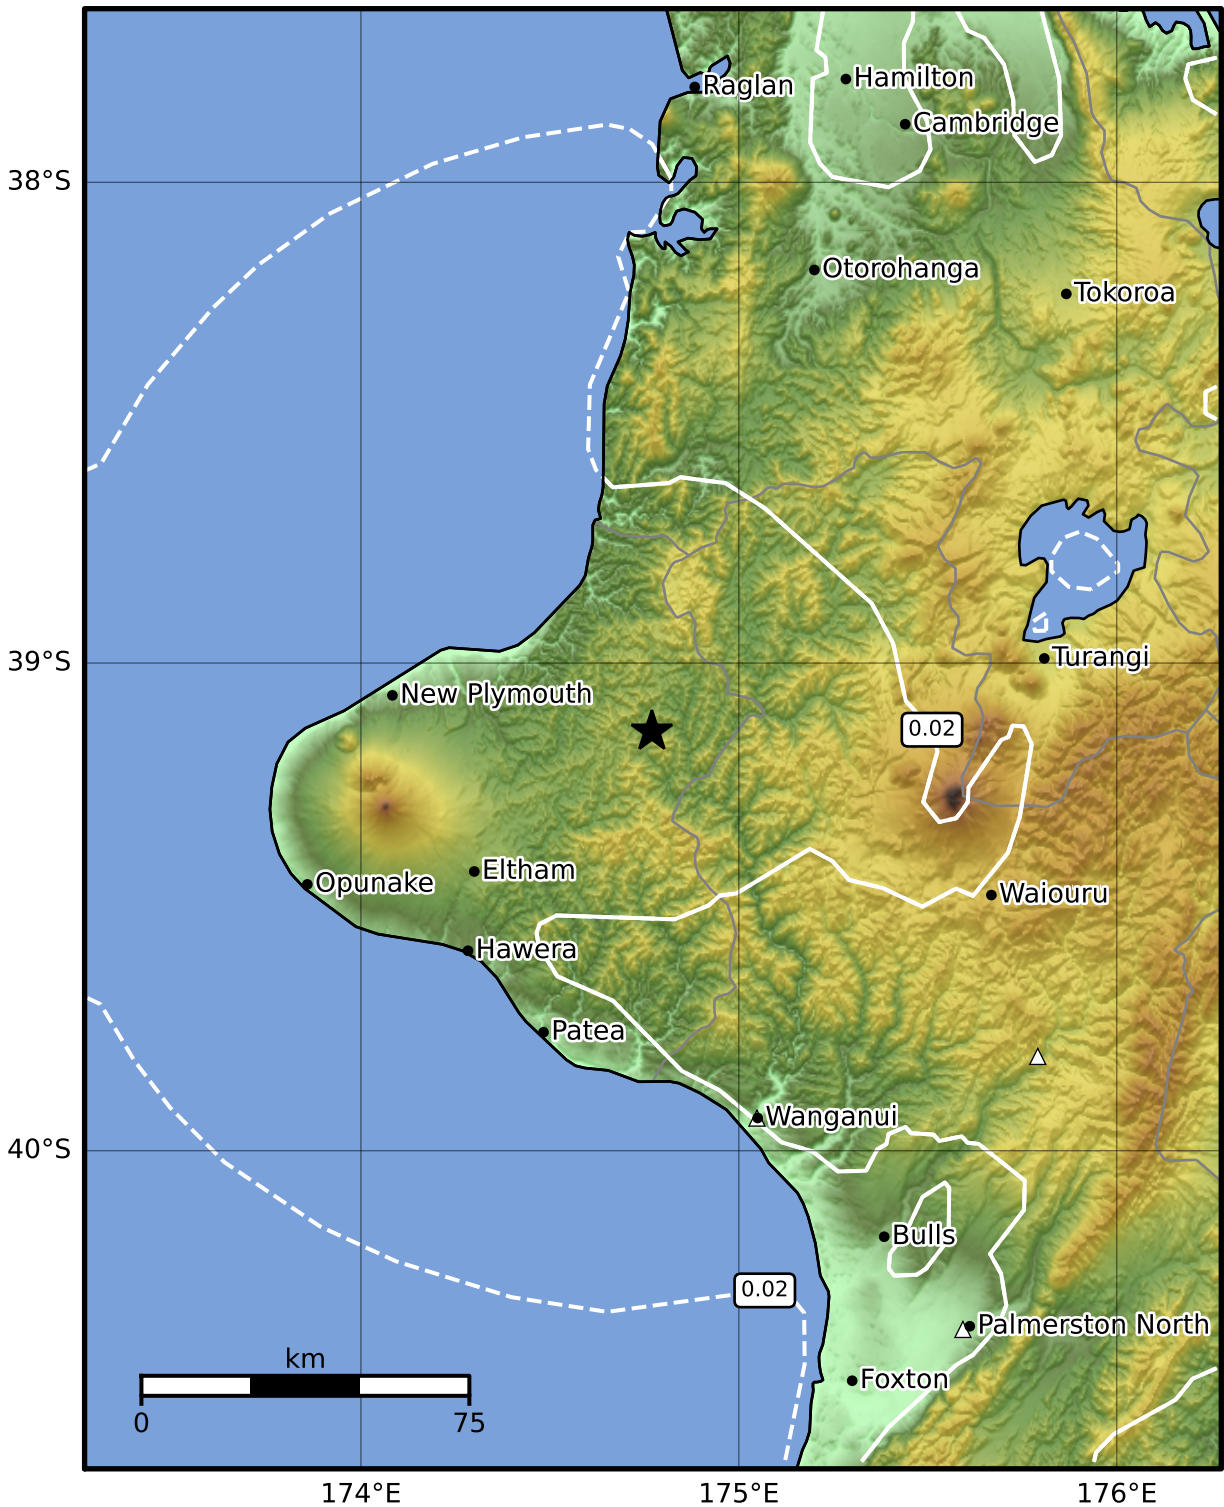 Raglan
Hamilton
Cambridge
38°S
Otorohanga
Tokoroa
39°S
Turangi
New Plymouth
0.02
Eltham
Opunake
Waiouru
Hawera
Patea
Wanganui
40°S
Bulls
0.02
Palmerston North
km
Foxton
0 75
174°E 175°E 176°E